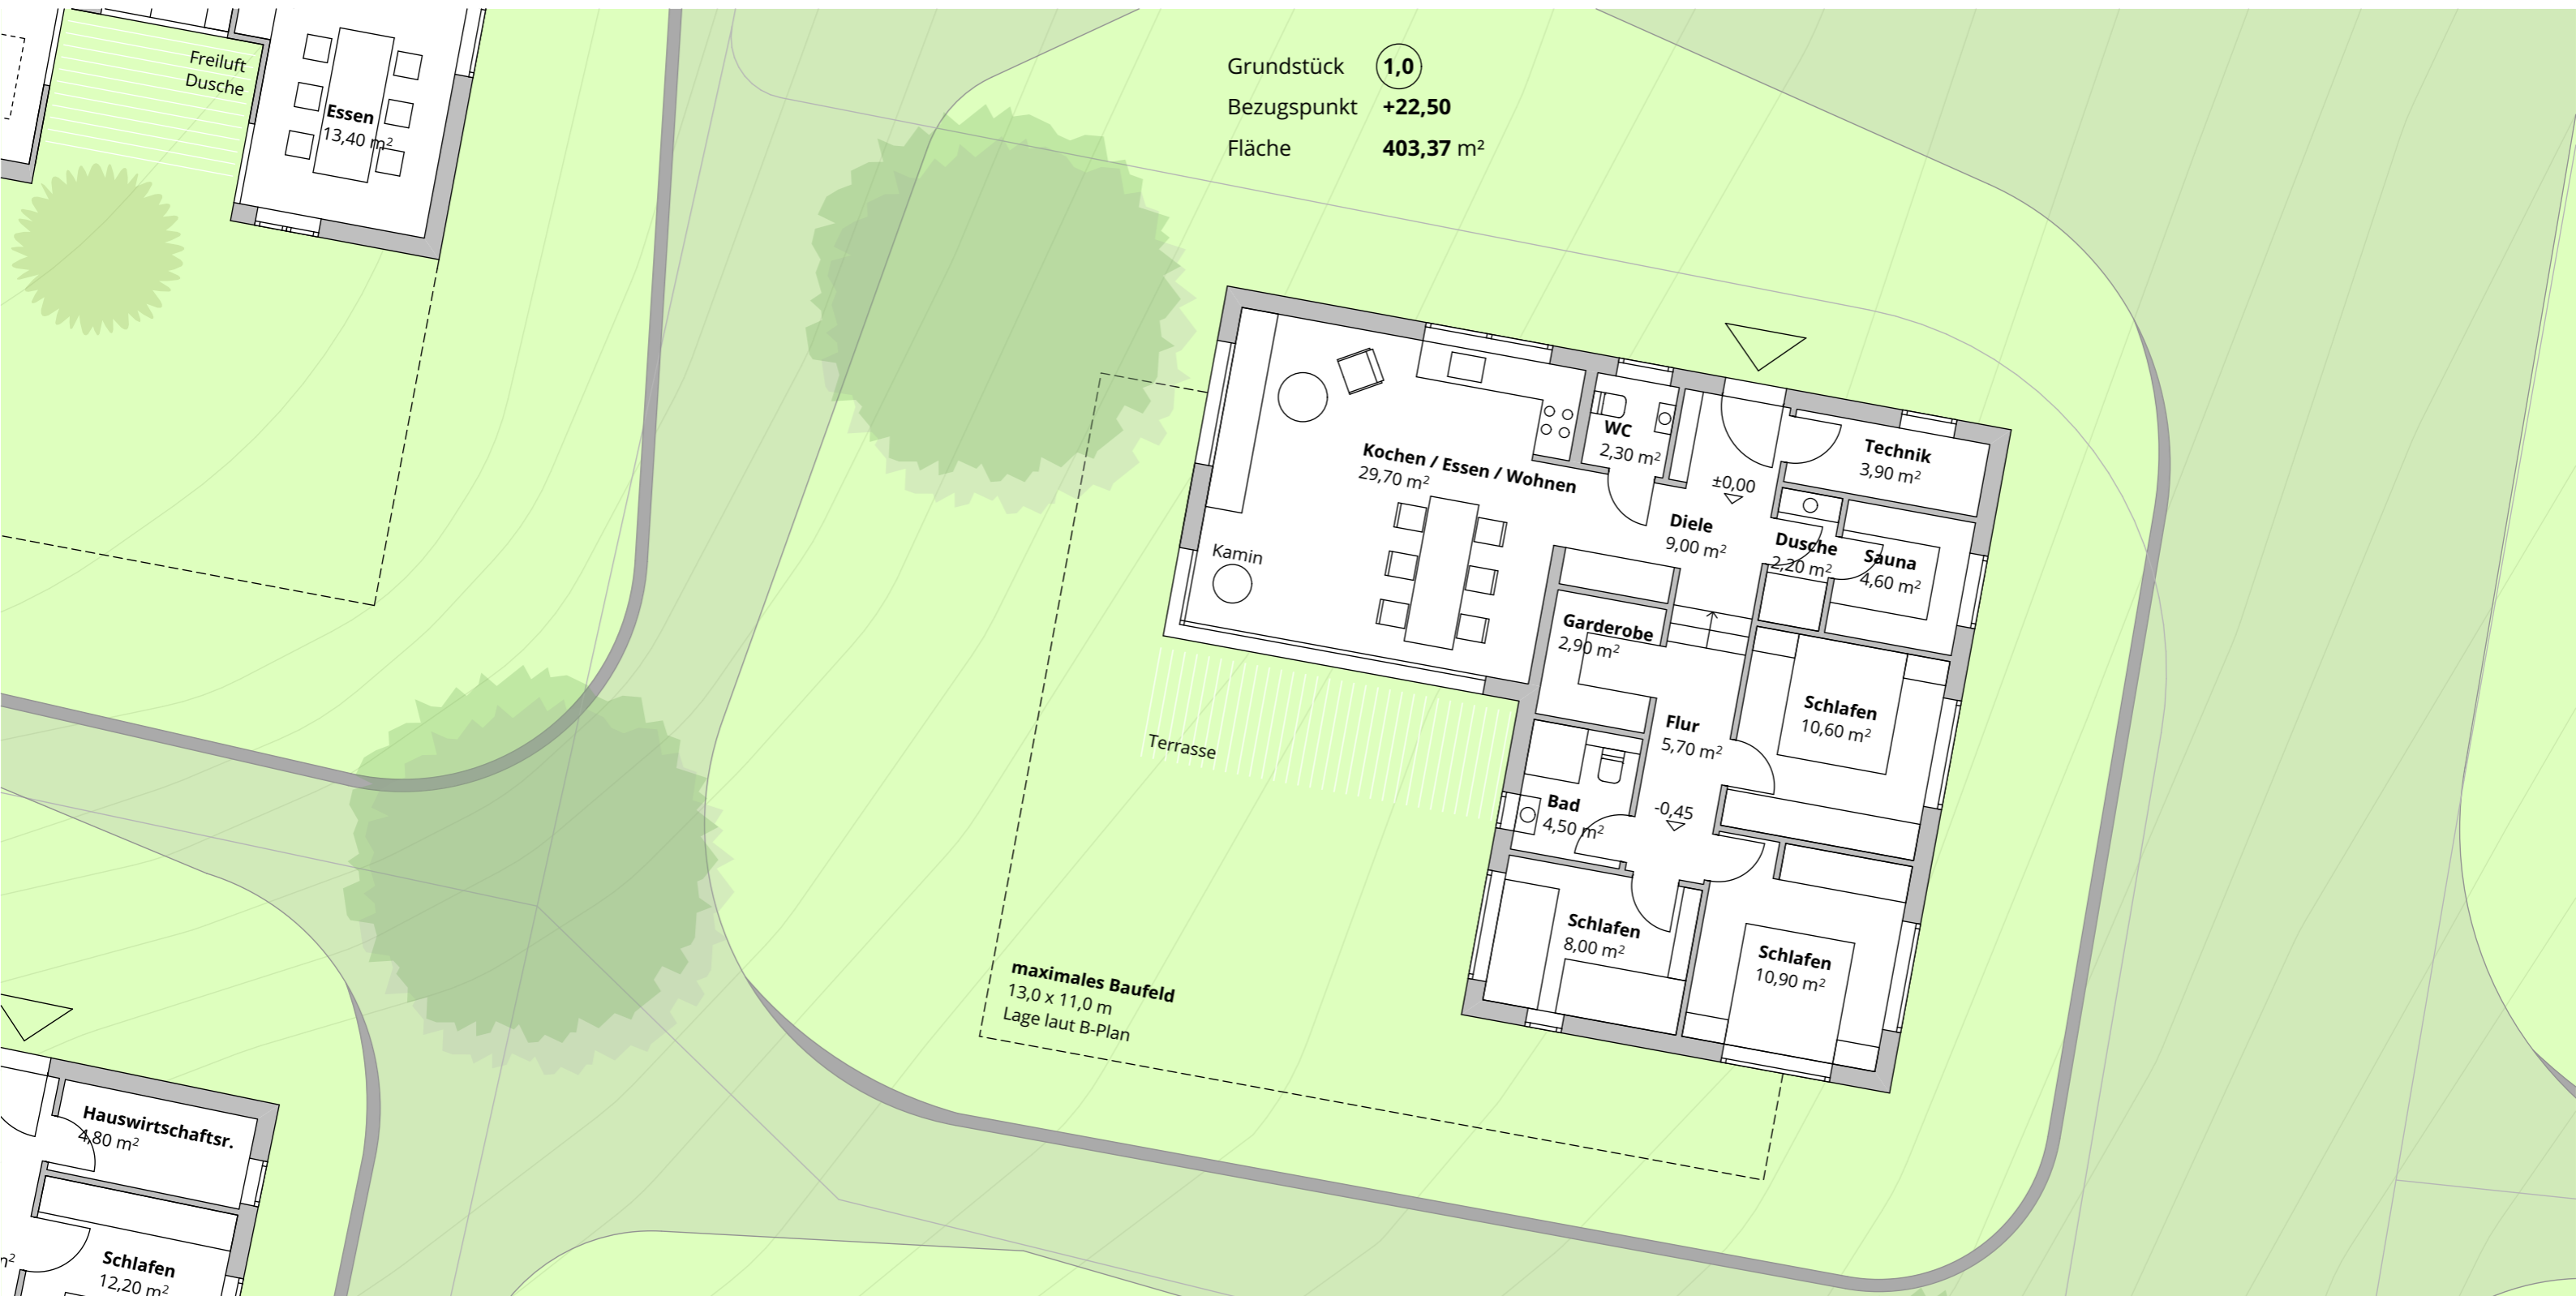 Freiluft
Dusche
Essen
13,40 m²
Grundstück 1,0
Bezugspunkt +22,50
Fläche 403,37 m²
Kochen / Essen / Wohnen
29,70 m²
WC
2,30 m²
±0,00
Technik
3,90 m²
Diele
9,00 m²
Dusche
2,20 m²
Sauna
4,60 m²
Kamin
Garderobe
2,90 m²
Schlafen
10,60 m²
Flur
5,70 m²
Terrasse
Bad
4,50 m²
-0,45
Schlafen
8,00 m²
Schlafen
10,90 m²
maximales Baufeld
13,0 x 11,0 m
Lage laut B-Plan
Hauswirtschaftsr.
4,80 m²
m²
Schlafen
12,20 m²